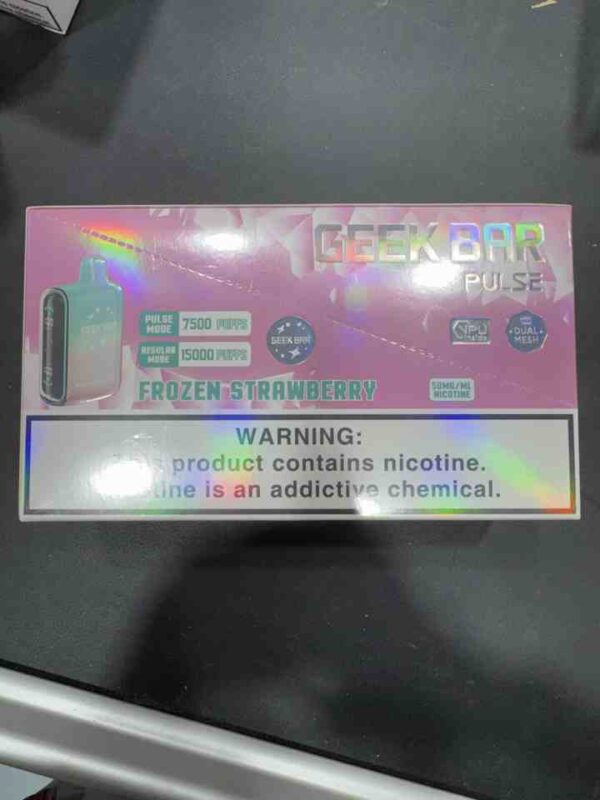 GEEK BAR
PULSE
PULSE MODE 7500 PUFFS
REGULAR MODE 15000 PUFFS
GEEK BAR
VPU
DUAL
MESH
FROZEN STRAWBERRY
50MG/ML
NICOTINE
WARNING:
product contains nicotine.
is an addictive chemical.